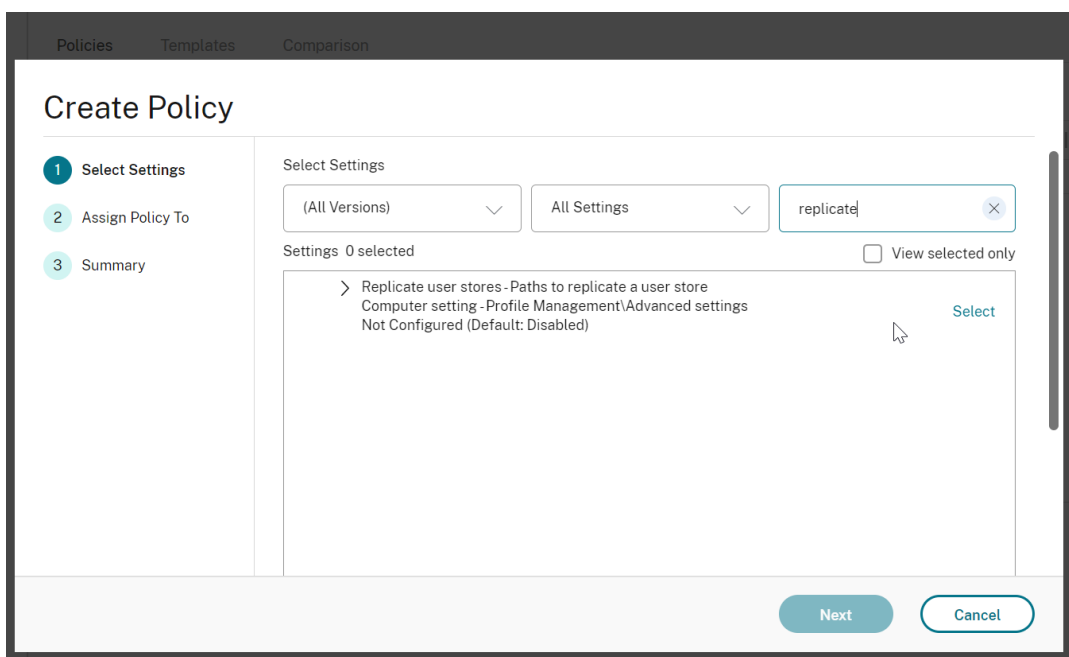 Policies Templates Comparison
Create Policy
1 Select Settings
2 Assign Policy To
3 Summary
Select Settings
(All Versions) All Settings replicate
Settings 0 selected View selected only
Replicate user stores - Paths to replicate a user store
Computer setting - Profile Management\Advanced settings
Not Configured (Default: Disabled)
Select
Next Cancel